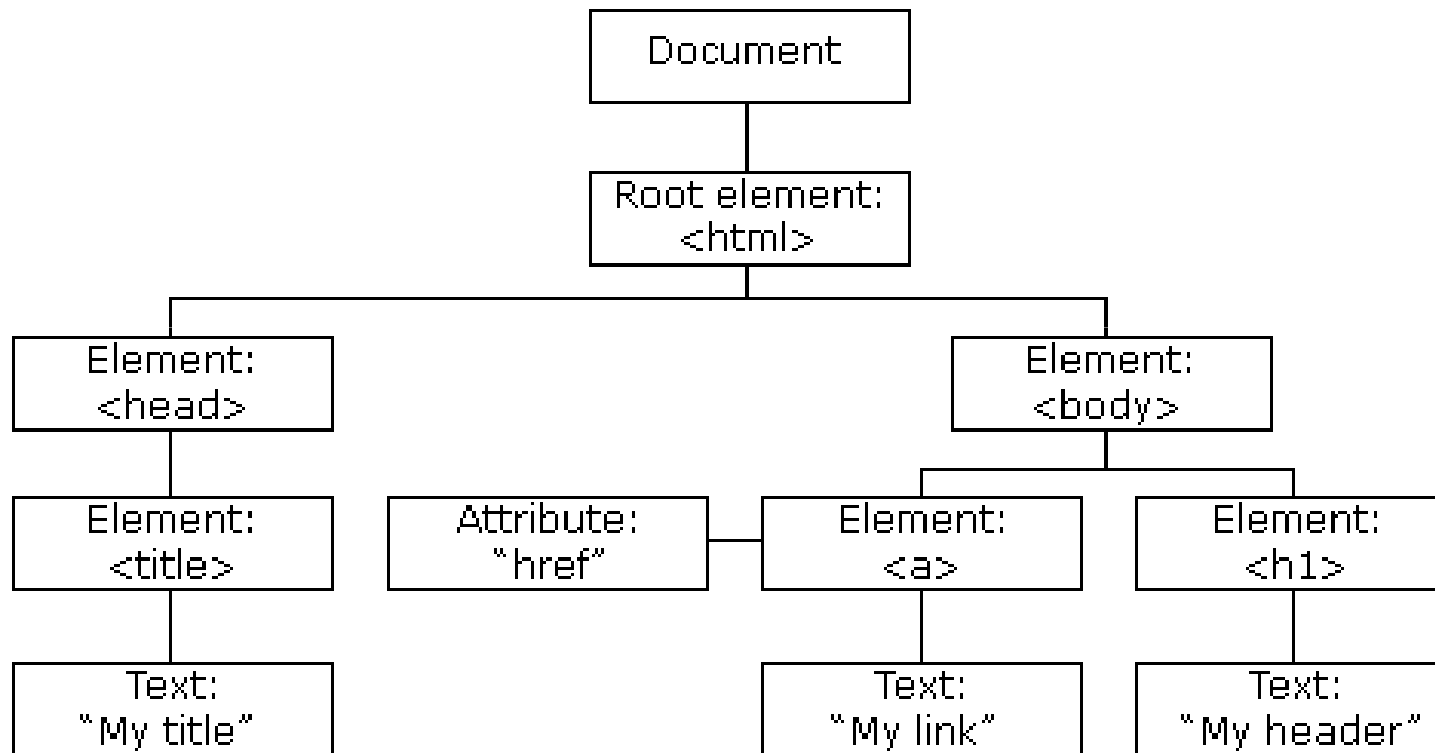 Document
Root element:
<html>
Element:
<head>
Element:
<body>
Element:
<title>
Attribute:
“href”
Element:
<a>
Element:
<h1>
Text:
“My title”
Text:
“My link”
Text:
“My header”